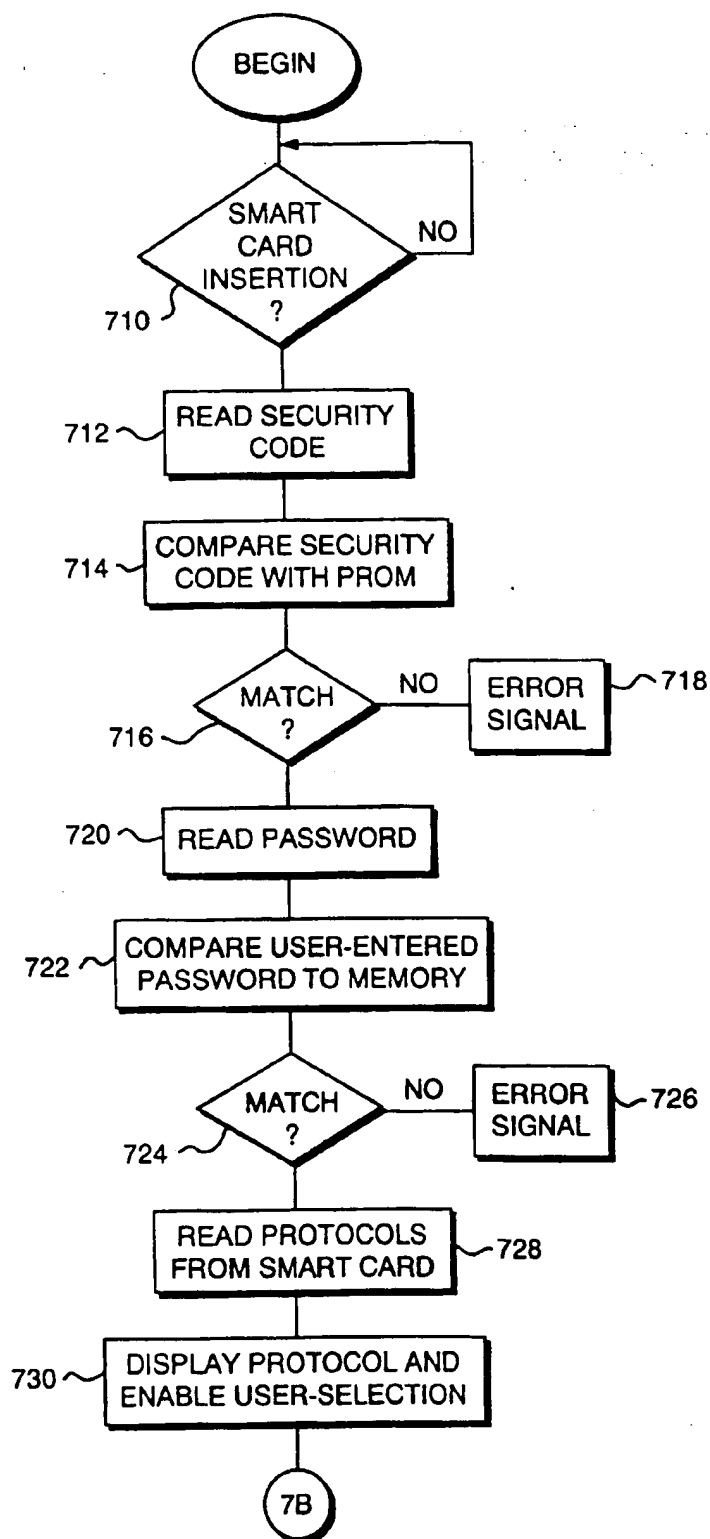 BEGIN
SMART
CARD
INSERTION
?
NO
710
READ SECURITY
CODE
712
COMPARE SECURITY
CODE WITH PROM
714
MATCH
?
NO
716
ERROR
SIGNAL
718
READ PASSWORD
720
COMPARE USER-ENTERED
PASSWORD TO MEMORY
722
MATCH
?
NO
724
ERROR
SIGNAL
726
READ PROTOCOLS
FROM SMART CARD
728
DISPLAY PROTOCOL AND
ENABLE USER-SELECTION
730
7B